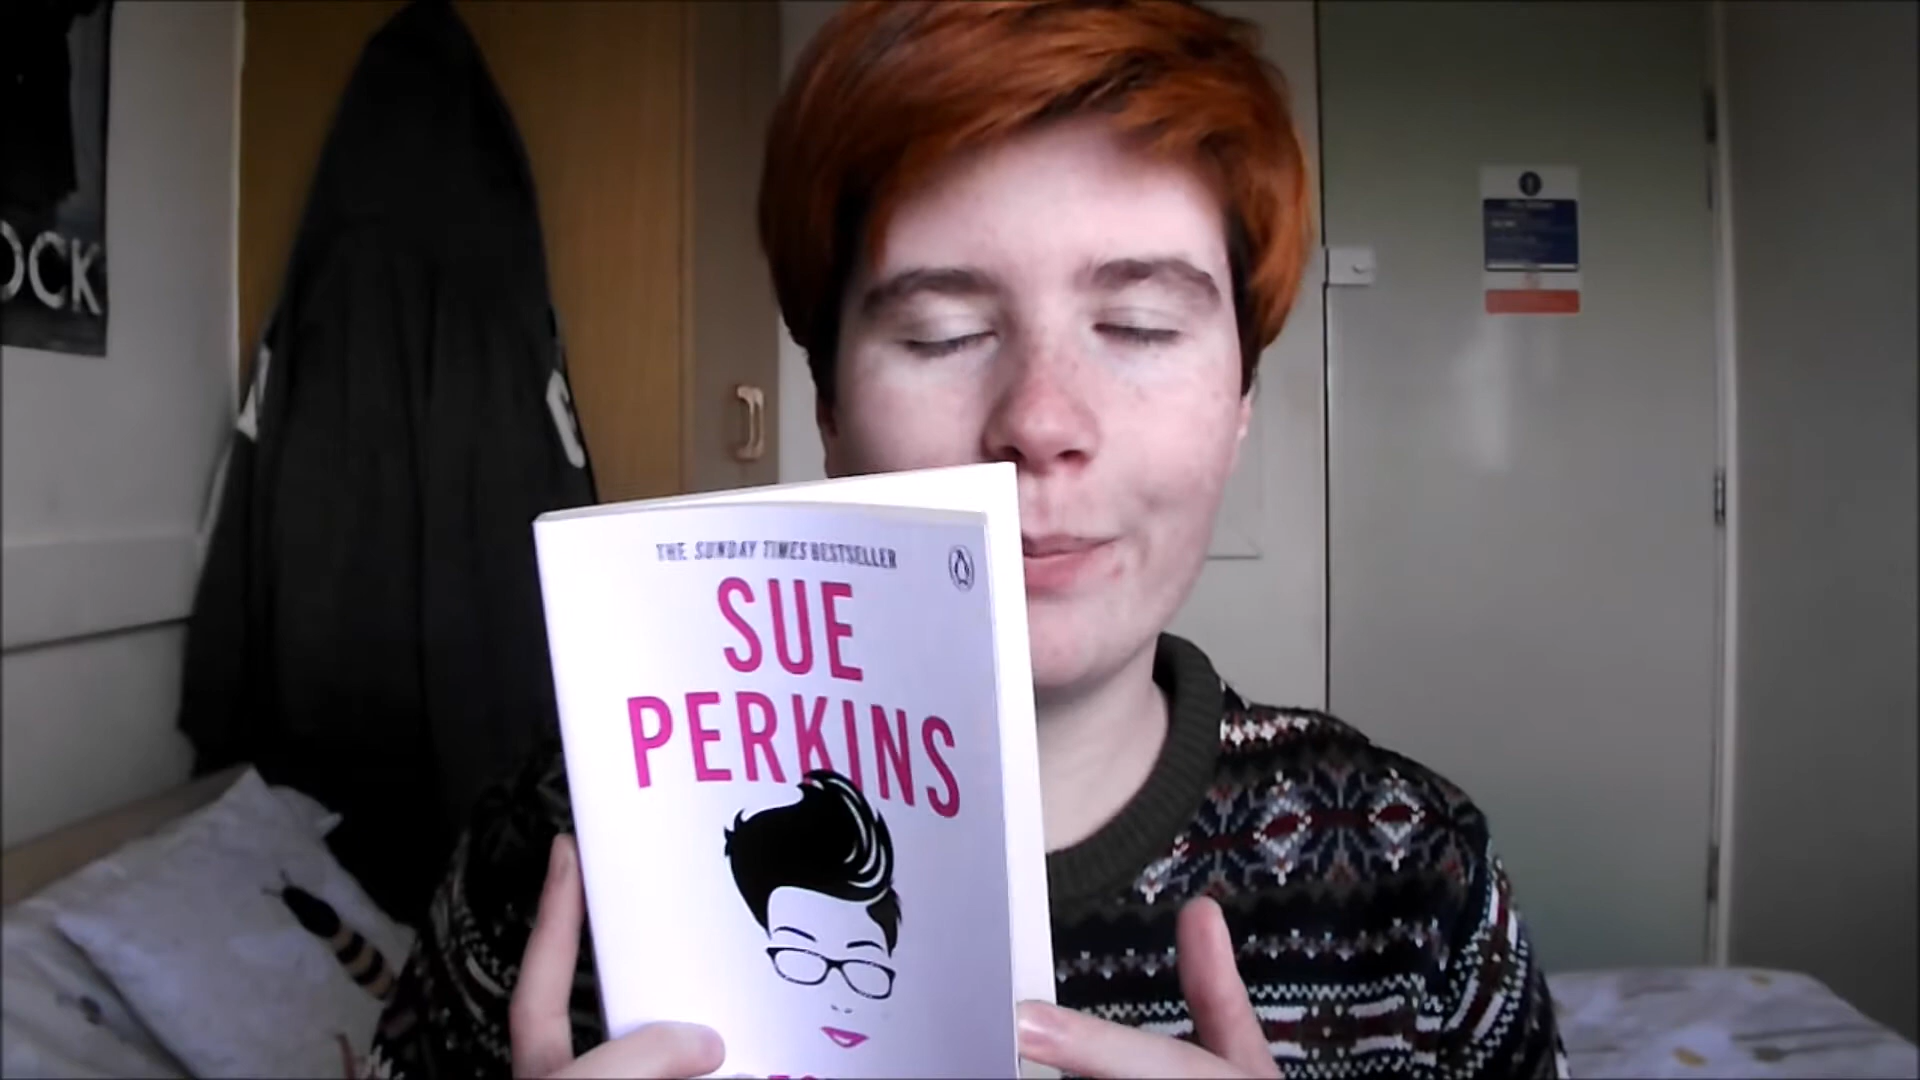 OCK
THE SUNDAY TIMES BESTSELLER
SUE
PERKINS